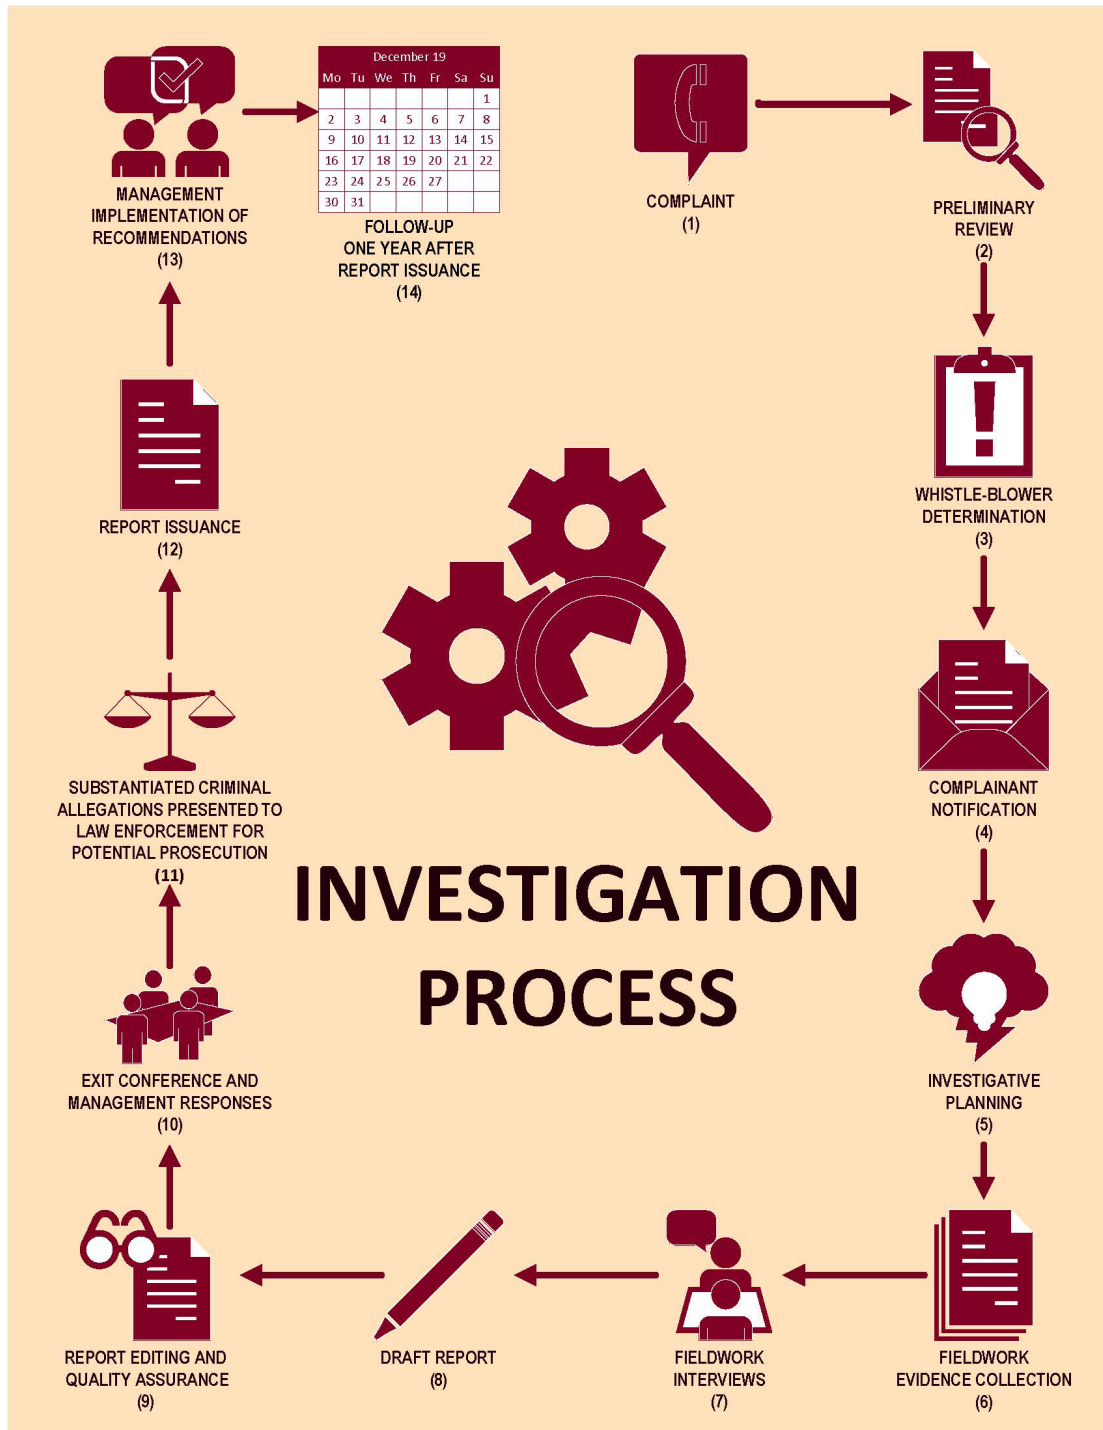 COMPLAINT
(1)
PRELIMINARY
REVIEW
(2)
WHISTLE-BLOWER
DETERMINATION
(3)
COMPLAINANT
NOTIFICATION
(4)
INVESTIGATIVE
PLANNING
(5)
FIELDWORK
EVIDENCE COLLECTION
(6)
FIELDWORK
INTERVIEWS
(7)
DRAFT REPORT
(8)
REPORT EDITING AND
QUALITY ASSURANCE
(9)
EXIT CONFERENCE AND
MANAGEMENT RESPONSES
(10)
SUBSTANTIATED CRIMINAL
ALLEGATIONS PRESENTED TO
LAW ENFORCEMENT FOR
POTENTIAL PROSECUTION
(11)
REPORT ISSUANCE
(12)
MANAGEMENT
IMPLEMENTATION OF
RECOMMENDATIONS
(13)
December 19
Mo Tu We Th Fr Sa Su
1
2 3 4 5 6 7 8
9 10 11 12 13 14 15
16 17 18 19 20 21 22
23 24 25 26 27
30 31
FOLLOW-UP
ONE YEAR AFTER
REPORT ISSUANCE
(14)
INVESTIGATION
PROCESS